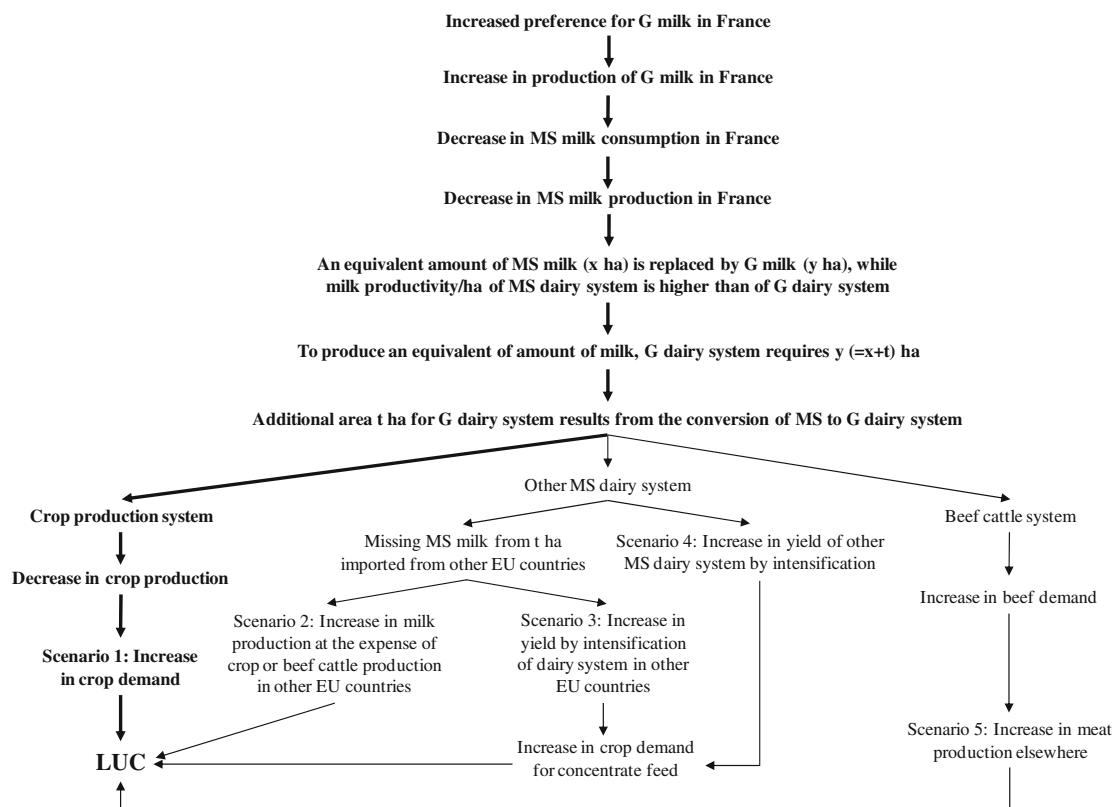 Increased preference for G milk in France
Increase in production of G milk in France
Decrease in MS milk consumption in France
Decrease in MS milk production in France
An equivalent amount of MS milk (x ha) is replaced by G milk (y ha), while
milk productivity/ha of MS dairy system is higher than of G dairy system
To produce an equivalent of amount of milk, G dairy system requires y (=x+t) ha
Additional area t ha for G dairy system results from the conversion of MS to G dairy system
Crop production system
Decrease in crop production
Scenario 1: Increase
in crop demand
LUC
Other MS dairy system
Missing MS milk from t ha
imported from other EU countries
Scenario 2: Increase in milk
production at the expense of
crop or beef cattle production
in other EU countries
Scenario 3: Increase in
yield by intensification
of dairy system in other
EU countries
Increase in crop demand
for concentrate feed
Scenario 4: Increase in yield of other
MS dairy system by intensification
Beef cattle system
Increase in beef demand
Scenario 5: Increase in meat
production elsewhere